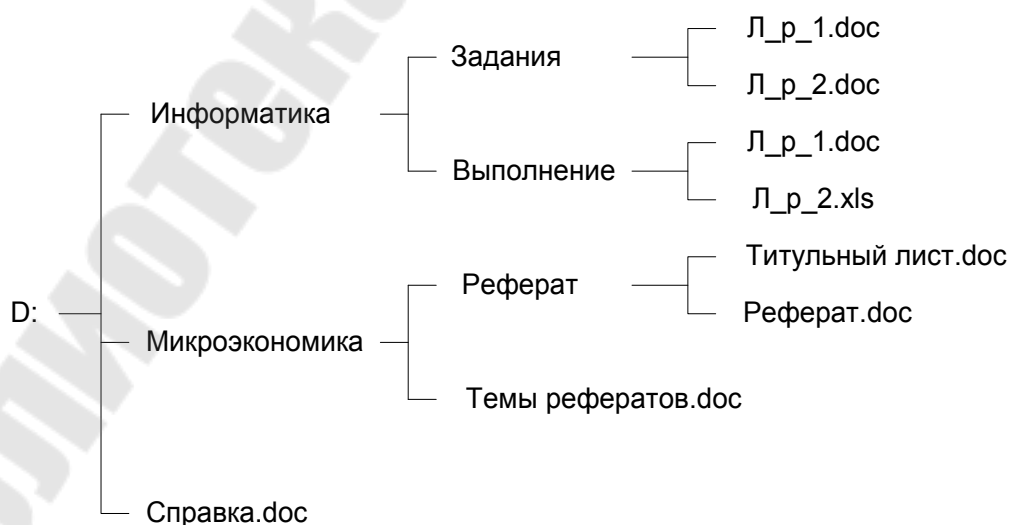 Л_р_1.doc
Задания
Л_р_2.doc
Информатика
Л_р_1.doc
Выполнение
Л_р_2.xls
Титульный лист.doc
Реферат
D:
Реферат.doc
Микроэкономика
Темы рефератов.doc
Справка.doc